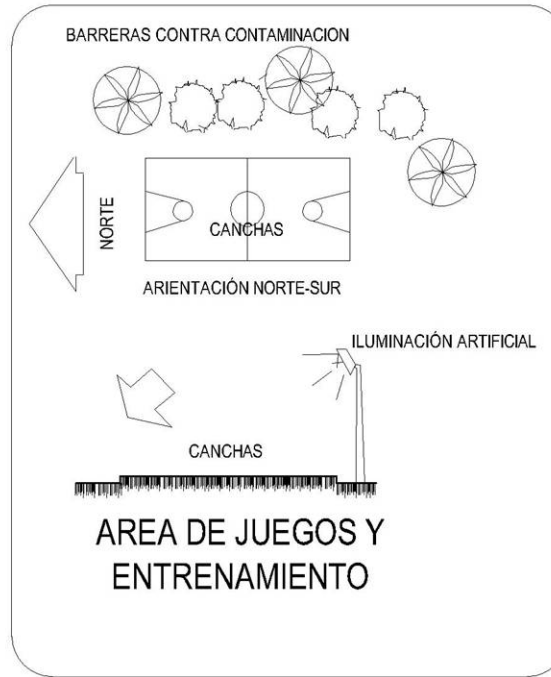 BARRERAS CONTRA CONTAMINACION
NORTE
CANCHAS
ARIENTACIÓN NORTE-SUR
ILUMINACIÓN ARTIFICIAL
CANCHAS
AREA DE JUEGOS Y
ENTRENAMIENTO